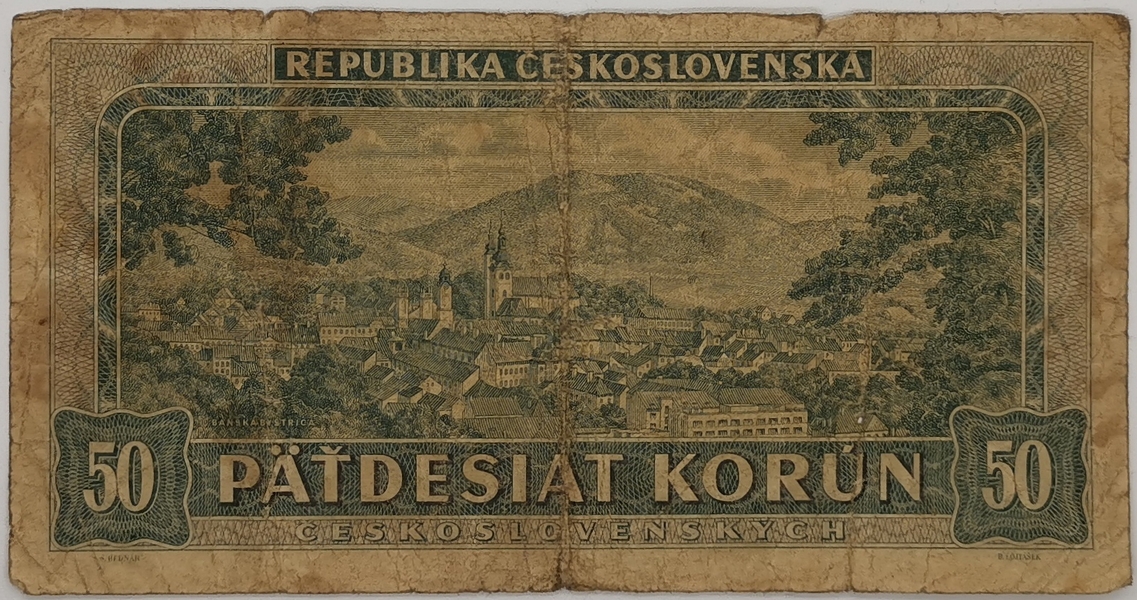 REPUBLIKA ČESKOSLOVENSKÁ
BANSKÁ BYSTRICA
50 PÄŤDESIAT KORÚN 50
ČESKOSLOVENSKÝCH